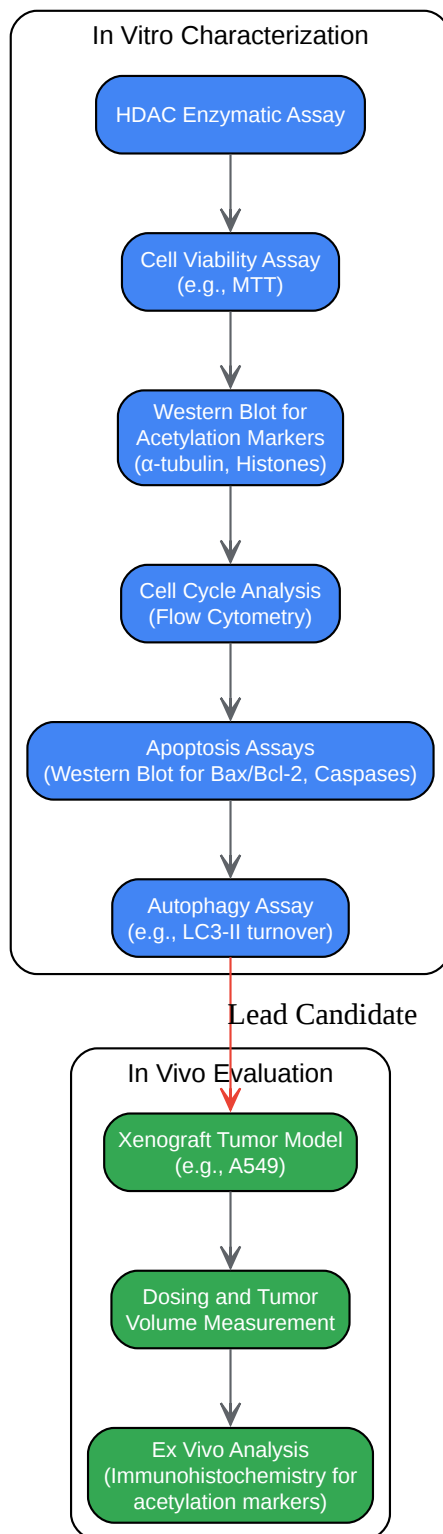 In Vitro Characterization
HDAC Enzymatic Assay
Cell Viability Assay
(e.g., MTT)
Western Blot for
Acetylation Markers
(α-tubulin, Histones)
Cell Cycle Analysis
(Flow Cytometry)
Apoptosis Assays
(Western Blot for Bax/Bcl-2, Caspases)
Autophagy Assay
(e.g., LC3-II turnover)
Lead Candidate
In Vivo Evaluation
Xenograft Tumor Model
(e.g., A549)
Dosing and Tumor
Volume Measurement
Ex Vivo Analysis
(Immunohistochemistry for
acetylation markers)